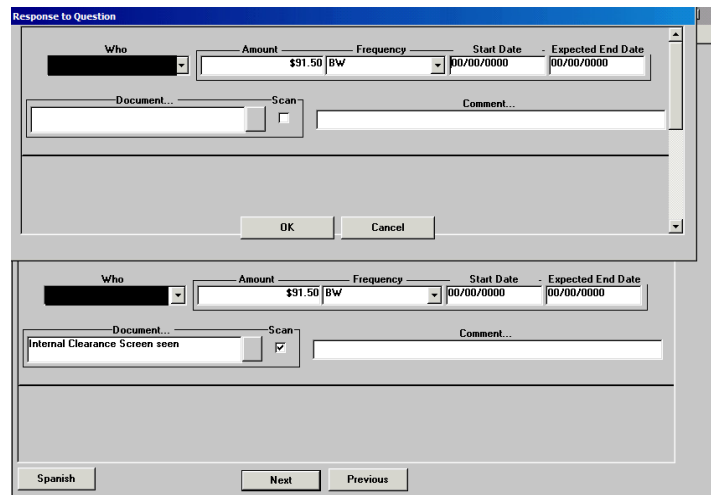 Response to Question
Who Amount Frequency Start Date - Expected End Date
$91.50 BW 00/00/0000 00/00/0000
Document... Scan Comment...
OK Cancel
Who Amount Frequency Start Date - Expected End Date
$91.50 BW 00/00/0000 00/00/0000
Document... Scan Comment...
Internal Clearance Screen seen
Spanish Next Previous